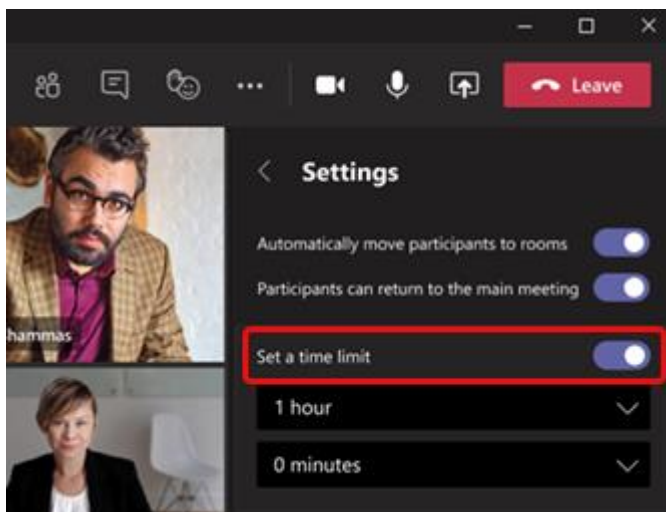 Leave
Settings
Automatically move participants to rooms
Participants can return to the main meeting
hammas
Set a time limit
1 hour
0 minutes